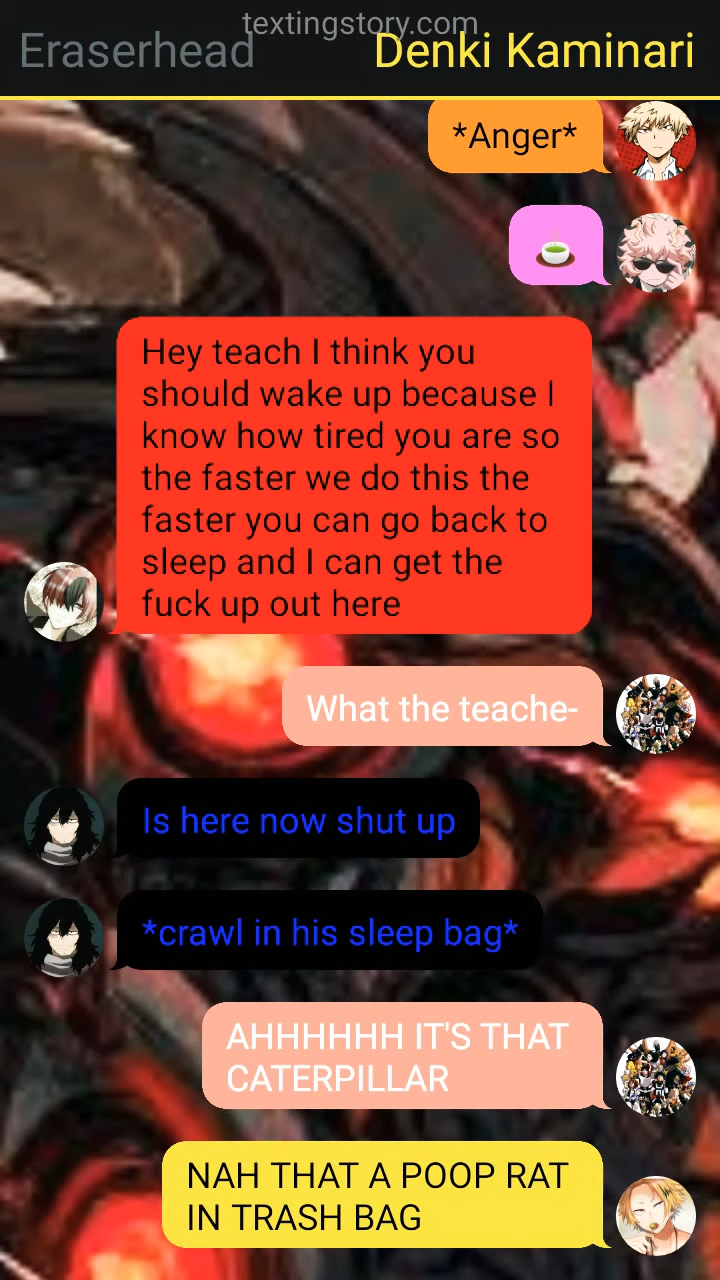 textingstory.com
Eraserhead
Denki Kaminari
*Anger*
Hey teach I think you
should wake up because I
know how tired you are so
the faster we do this the
faster you can go back to
sleep and I can get the
fuck up out here
What the teache-
Is here now shut up
*crawl in his sleep bag*
AHHHHHH IT'S THAT
CATERPILLAR
NAH THAT A POOP RAT
IN TRASH BAG